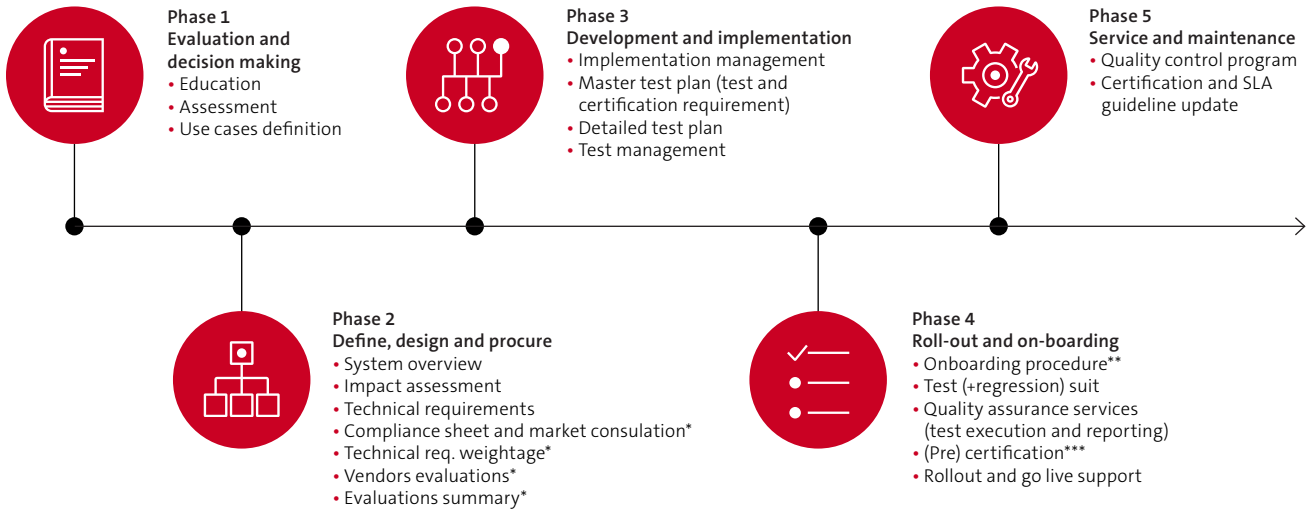 Phase 1
Evaluation and
decision making
• Education
• Assessment
• Use cases definition
Phase 2
Define, design and procure
• System overview
• Impact assessment
• Technical requirements
• Compliance sheet and market consulation*
• Technical req. weightage*
• Vendors evaluations*
• Evaluations summary*
Phase 3
Development and implementation
• Implementation management
• Master test plan (test and
certification requirement)
• Detailed test plan
• Test management
Phase 4
Roll-out and on-boarding
• Onboarding procedure**
• Test (+regression) suit
• Quality assurance services
(test execution and reporting)
• (Pre) certification***
• Rollout and go live support
Phase 5
Service and maintenance
• Quality control program
• Certification and SLA
guideline update